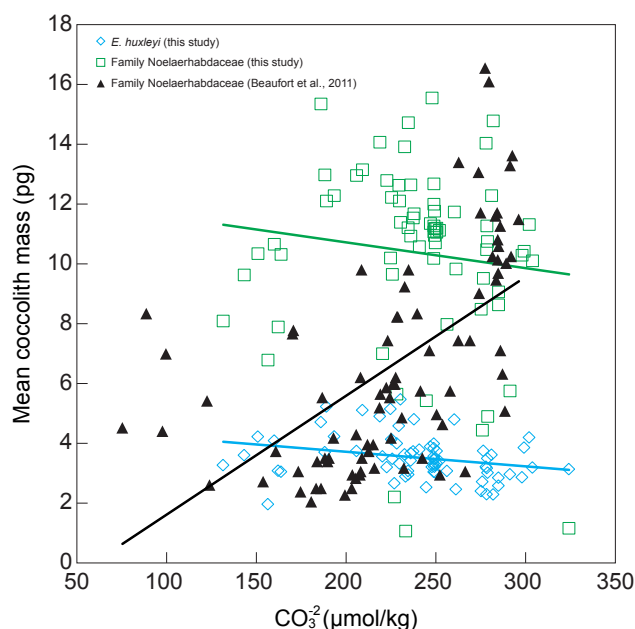 18
16
14
12
10
8
6
4
2
0
Mean coccolith mass (pg)
E. huxleyi (this study)
Family Noelaerhabdaceae (this study)
Family Noelaerhabdaceae (Beaufort et al., 2011)
50 100 150 200 250 300 350
CO₃⁻² (μmol/kg)